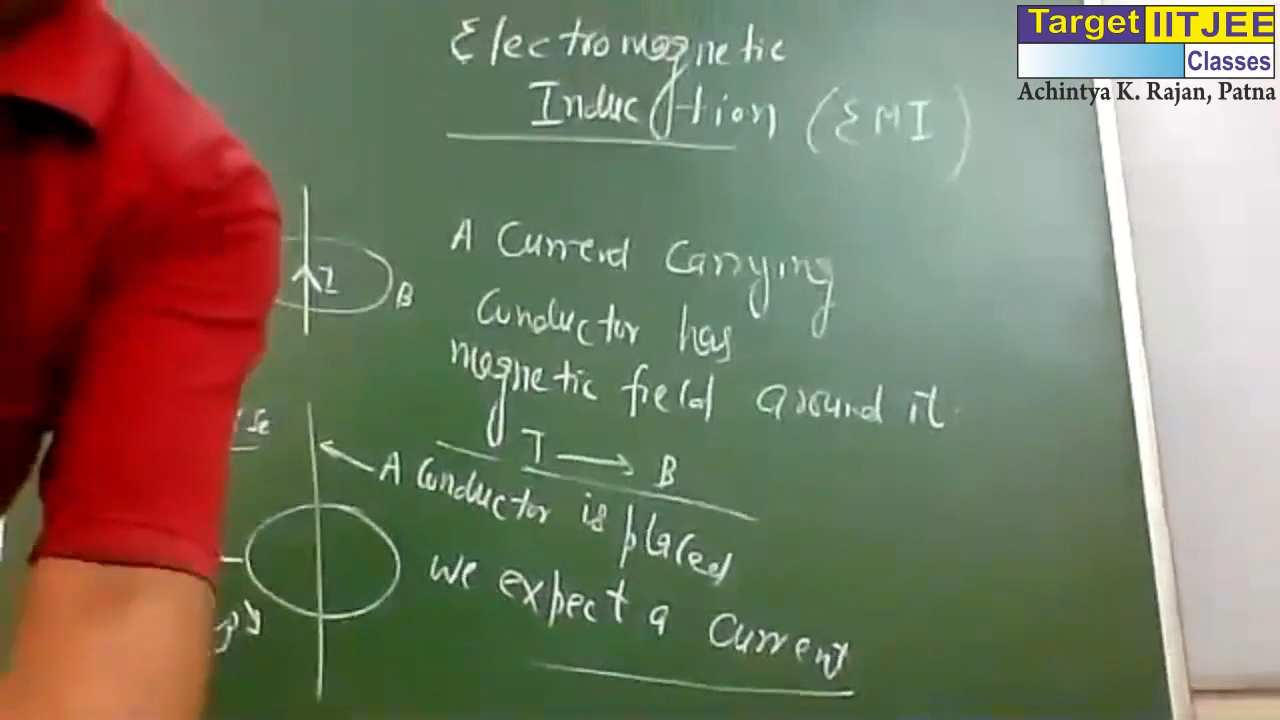 Target IITJEE
Classes
Achintya K. Rajan, Patna
Electromagnetic
Induction (EMI)
I
B
A Current Carrying
Conductor has
magnetic field around it.
I → B
A Conductor is placed
we expect a current